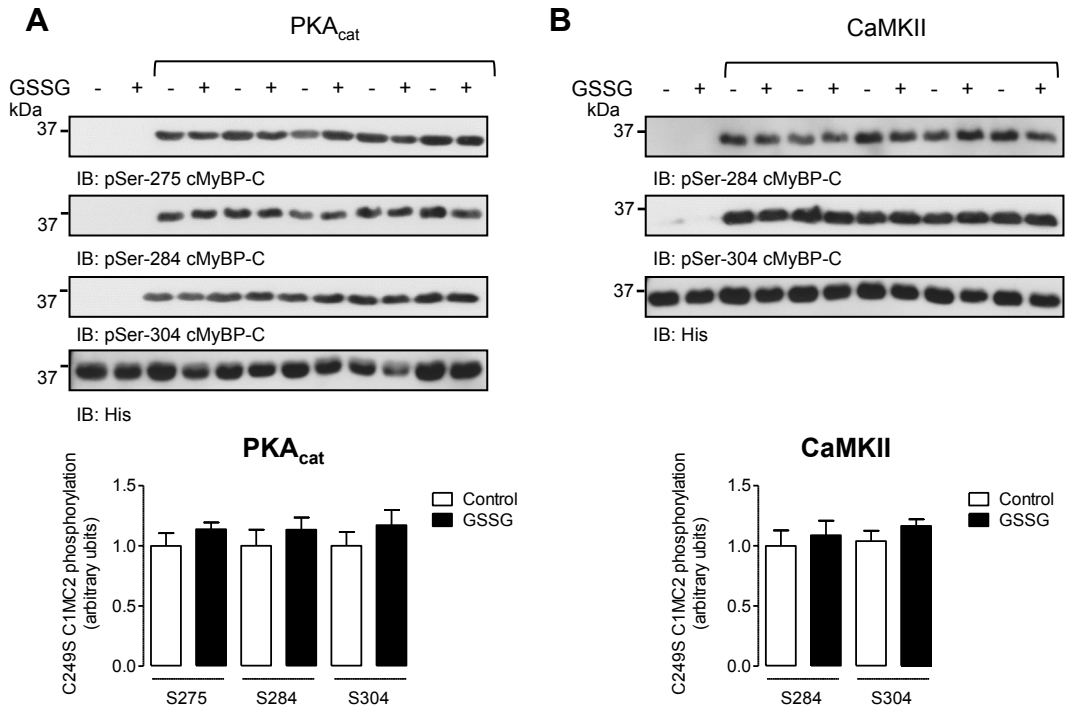 A
PKAcat
GSSG - + - + - + - + - + - +
kDa
37
IB: pSer-275 cMyBP-C
37
IB: pSer-284 cMyBP-C
37
IB: pSer-304 cMyBP-C
37
IB: His
PKAcat
C249S C1MC2 phosphorylation
(arbitrary ubits)
1.5
1.0
0.5
0.0
S275 S284 S304
Control
GSSG
B
CaMKII
GSSG - + - + - + - + - + - +
kDa
37
IB: pSer-284 cMyBP-C
37
IB: pSer-304 cMyBP-C
37
IB: His
CaMKII
C249S C1MC2 phosphorylation
(arbitrary ubits)
1.5
1.0
0.5
0.0
S284 S304
Control
GSSG